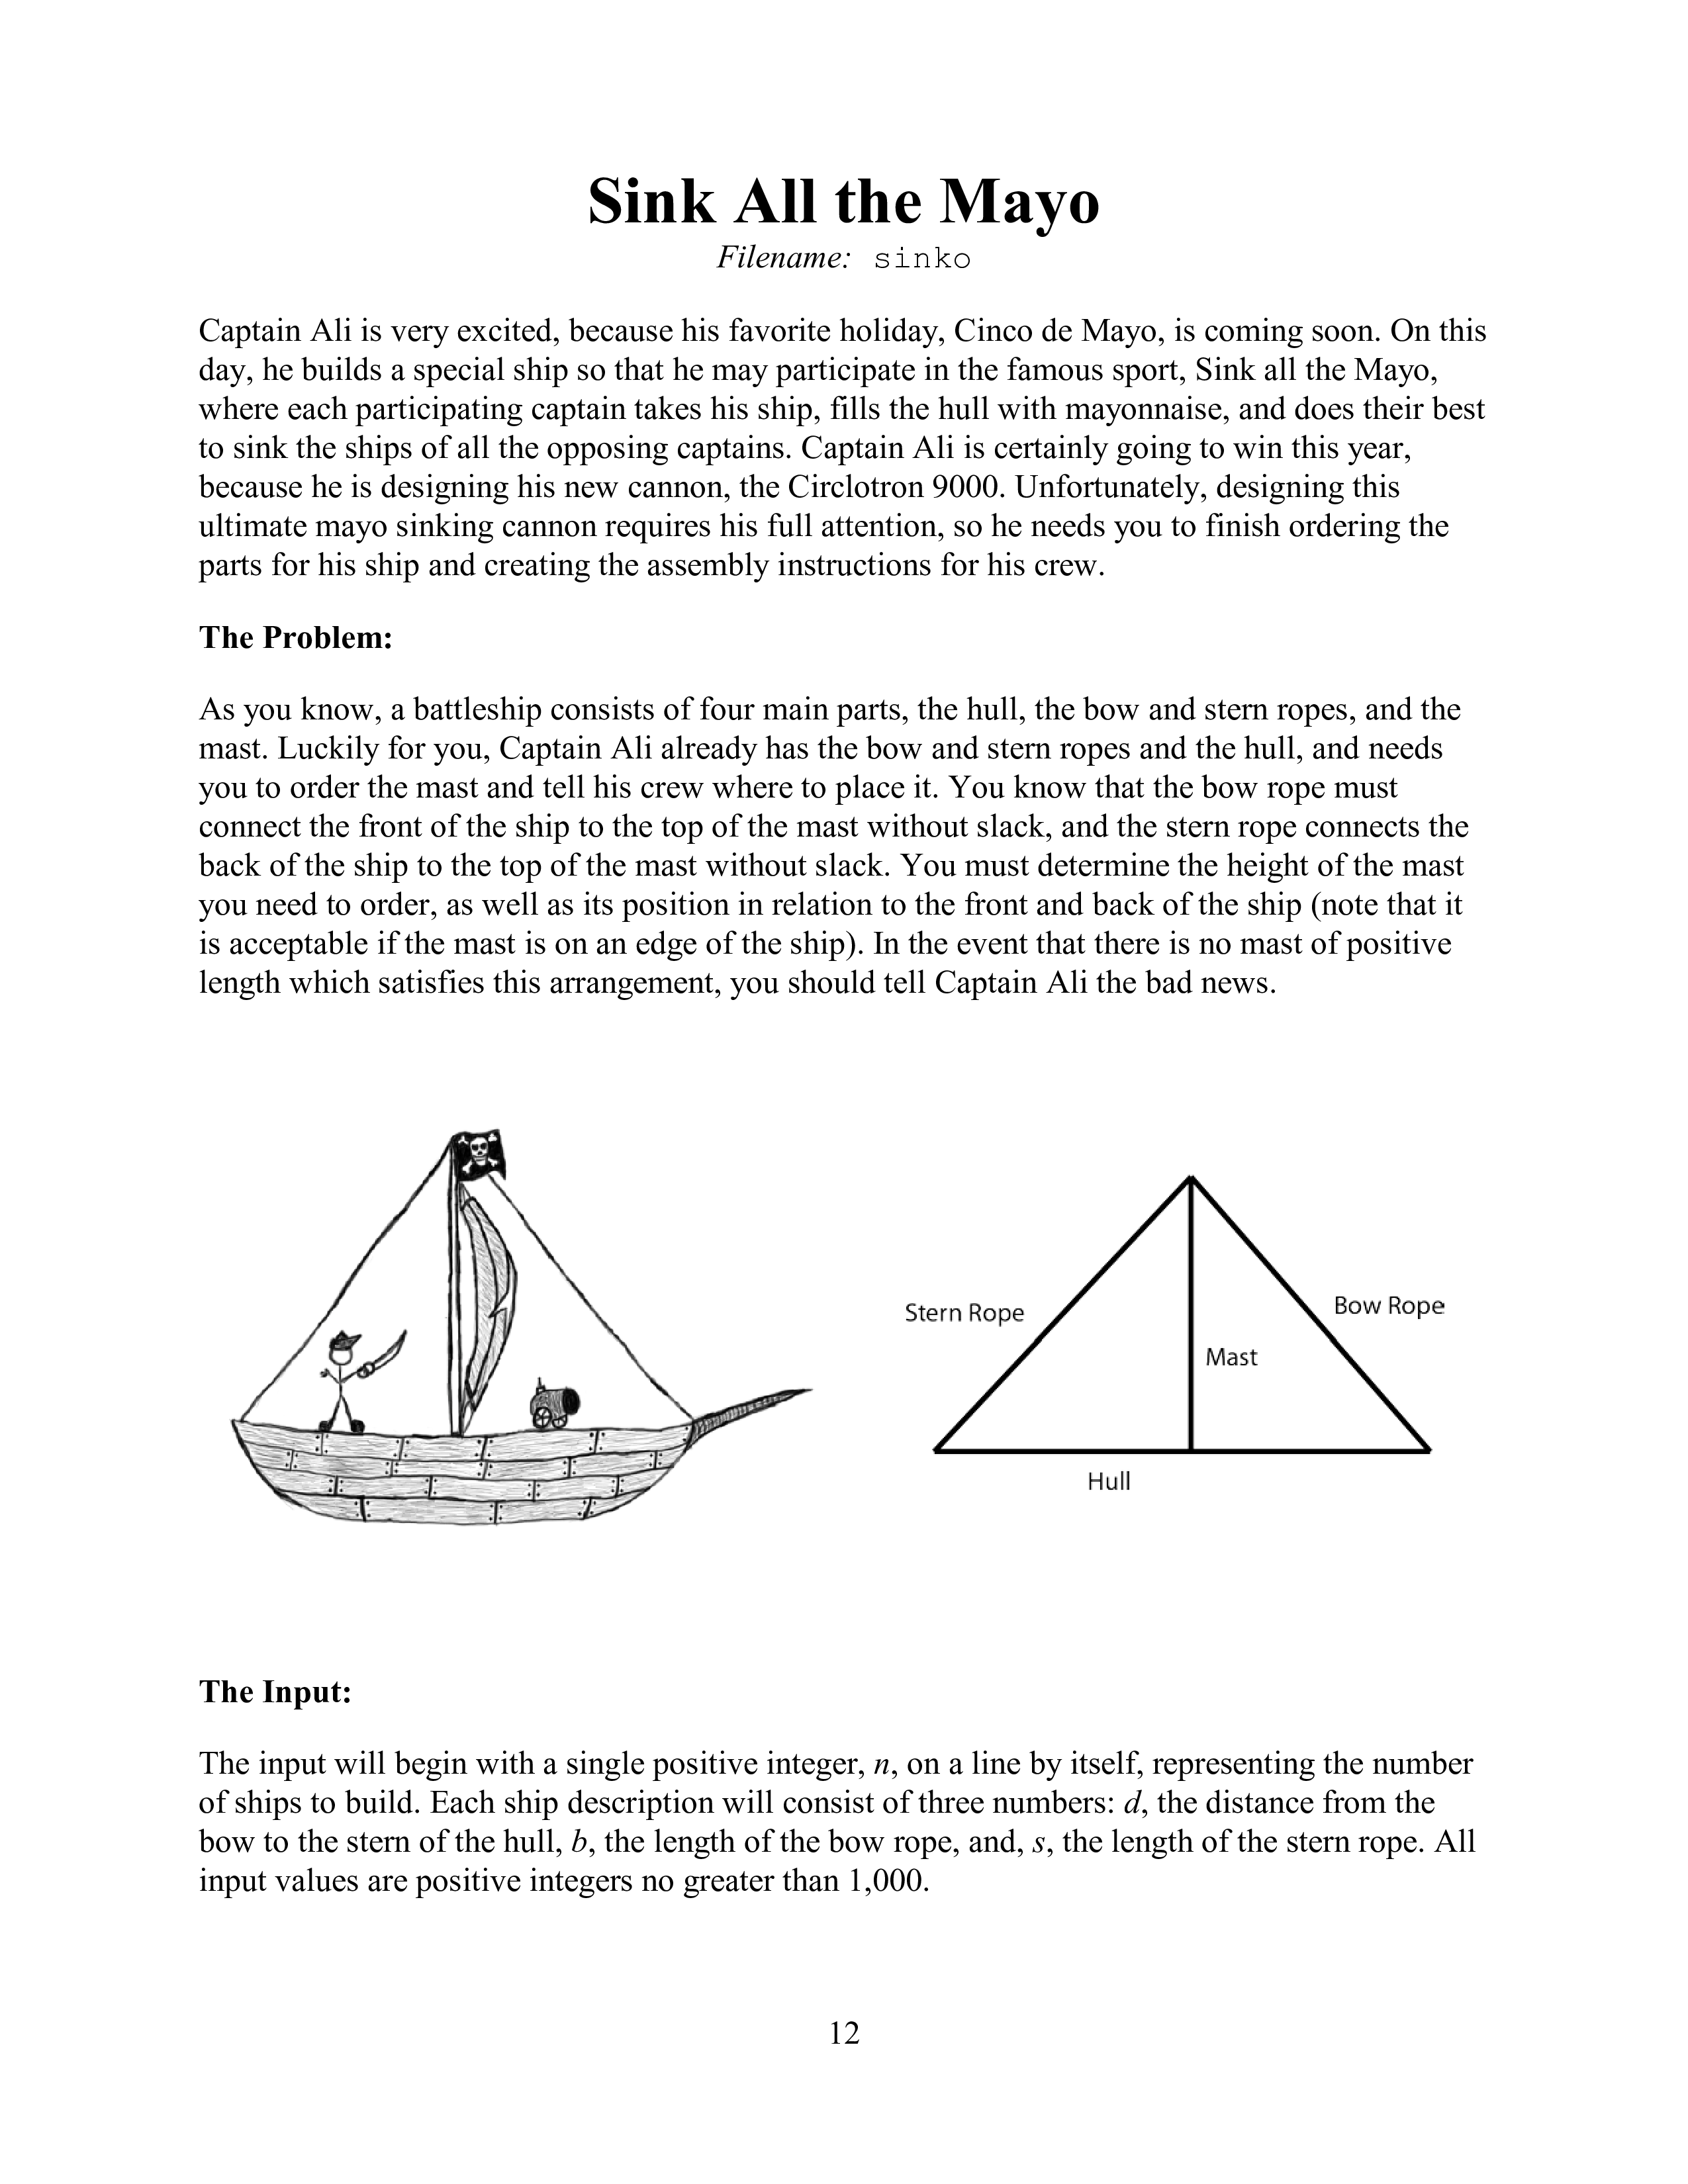 Sink All the Mayo
Filename: sinko
Captain Ali is very excited, because his favorite holiday, Cinco de Mayo, is coming soon. On this
day, he builds a special ship so that he may participate in the famous sport, Sink all the Mayo,
where each participating captain takes his ship, fills the hull with mayonnaise, and does their best
to sink the ships of all the opposing captains. Captain Ali is certainly going to win this year,
because he is designing his new cannon, the Circlotron 9000. Unfortunately, designing this
ultimate mayo sinking cannon requires his full attention, so he needs you to finish ordering the
parts for his ship and creating the assembly instructions for his crew.
The Problem:
As you know, a battleship consists of four main parts, the hull, the bow and stern ropes, and the
mast. Luckily for you, Captain Ali already has the bow and stern ropes and the hull, and needs
you to order the mast and tell his crew where to place it. You know that the bow rope must
connect the front of the ship to the top of the mast without slack, and the stern rope connects the
back of the ship to the top of the mast without slack. You must determine the height of the mast
you need to order, as well as its position in relation to the front and back of the ship (note that it
is acceptable if the mast is on an edge of the ship). In the event that there is no mast of positive
length which satisfies this arrangement, you should tell Captain Ali the bad news.
Stern Rope
Bow Rope
Mast
Hull
The Input:
The input will begin with a single positive integer, n, on a line by itself, representing the number
of ships to build. Each ship description will consist of three numbers: d, the distance from the
bow to the stern of the hull, b, the length of the bow rope, and, s, the length of the stern rope. All
input values are positive integers no greater than 1,000.
12